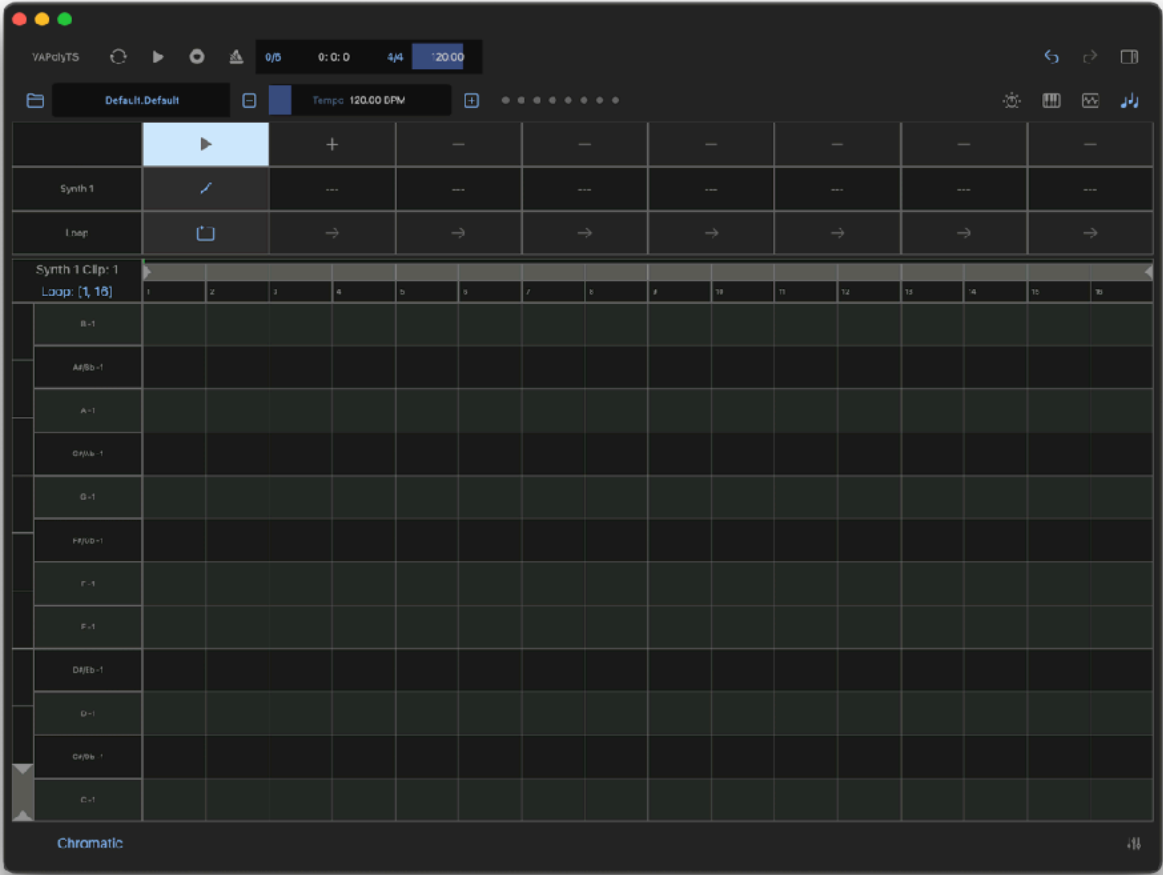 VAPolyTS 0/5 0: 0: 0 4/4 120.00
Default.Default Tempo 120.00 BPM
Synth 1 --- --- --- --- --- --- ---
Loop
Synth 1 Clip: 1
Loop: [1, 16] 1 2 3 4 5 6 7 8 9 10 11 12 13 14 15 16
B -1
A#/Bb -1
A -1
G#/Ab -1
G -1
F#/Gb -1
F -1
E -1
D#/Eb -1
D -1
C#/Db -1
C -1
Chromatic